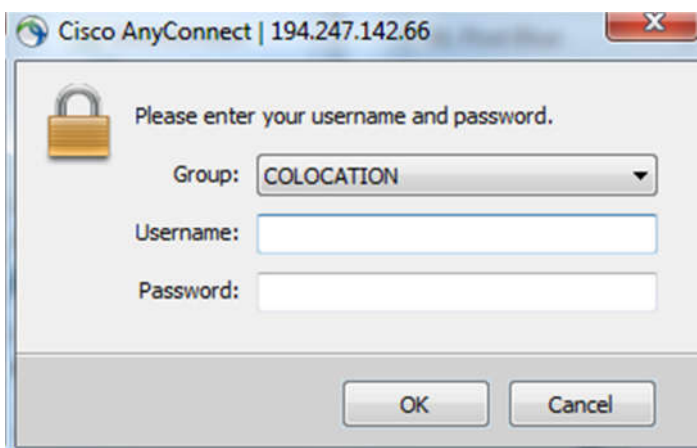 Cisco AnyConnect | 194.247.142.66
Please enter your username and password.
Group: COLOCATION
Username:
Password:
OK Cancel